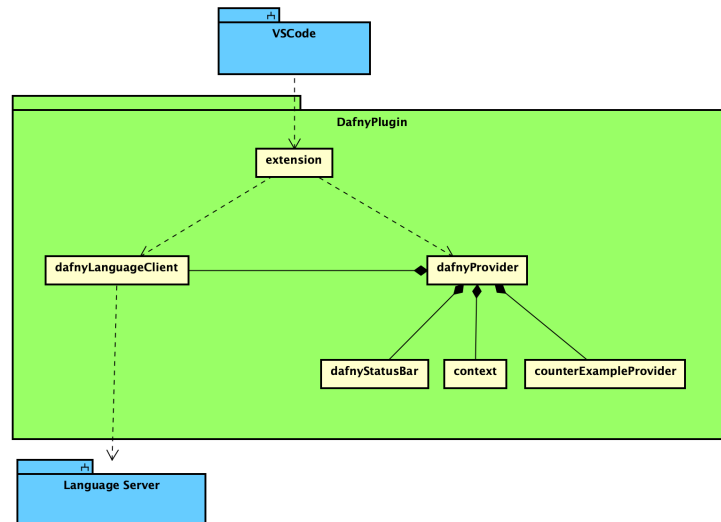 VSCode
DafnyPlugin
extension
dafnyLanguageClient
dafnyProvider
dafnyStatusBar
context
counterExampleProvider
Language Server